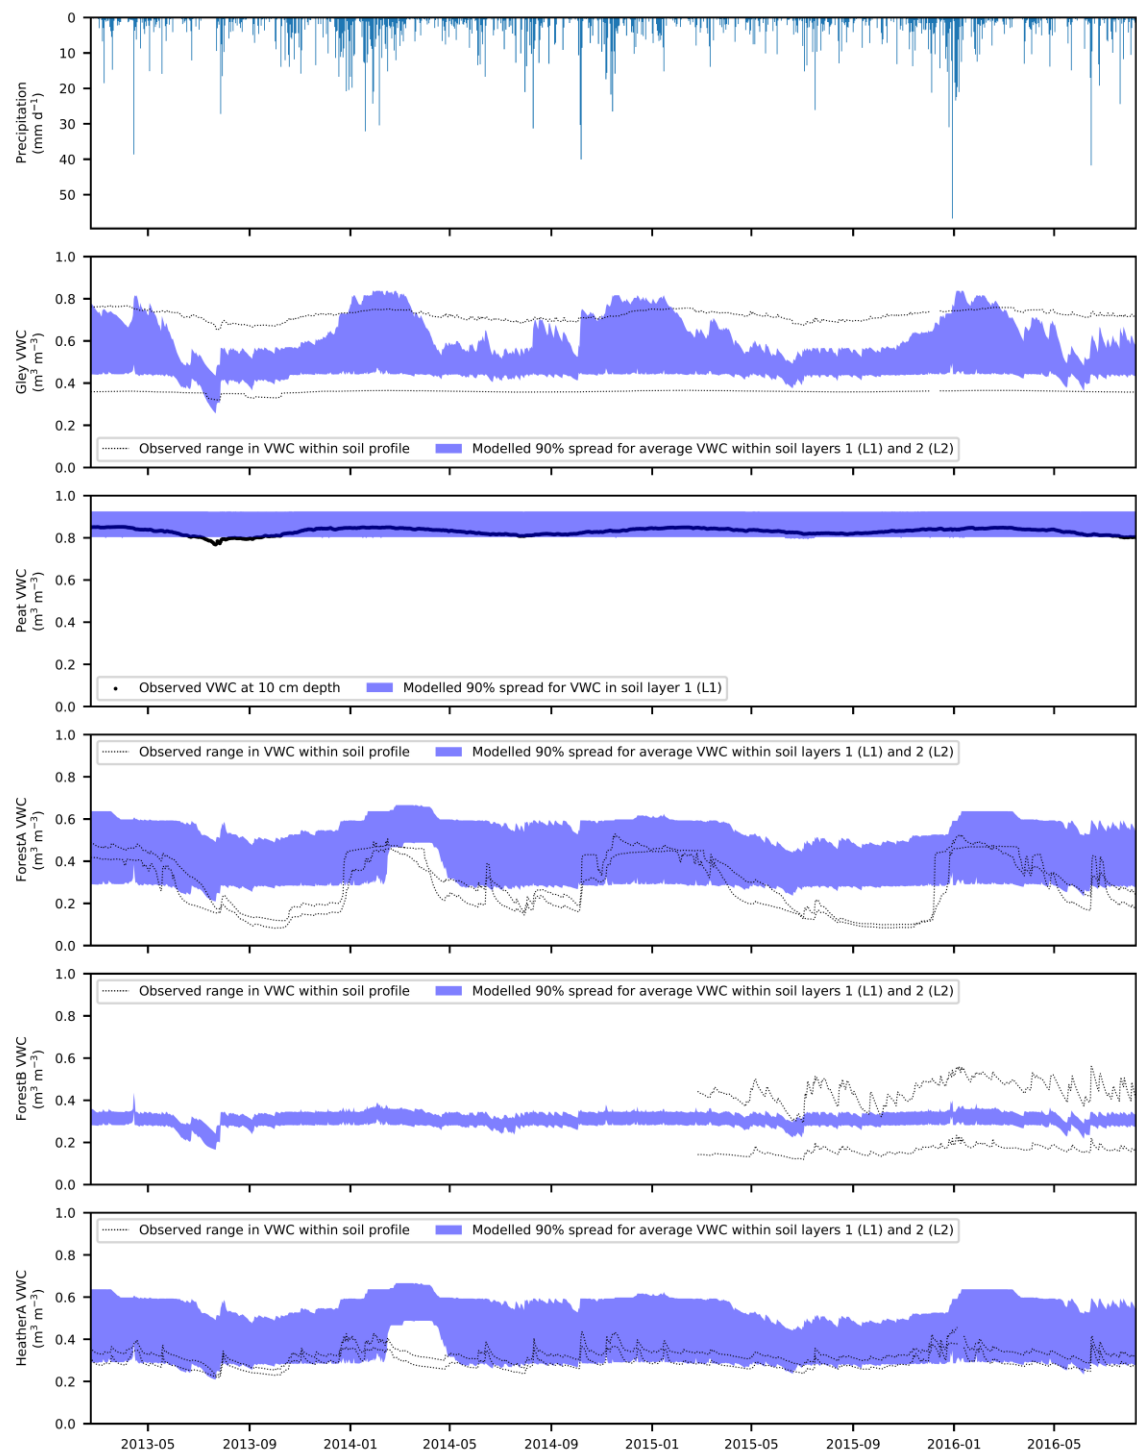 0
10
20
30
40
50
Precipitation
(mm d⁻¹)
1.0
0.8
0.6
0.4
0.2
0.0
Gley VWC
(m³ m⁻³)
Observed range in VWC within soil profile
Modelled 90% spread for average VWC within soil layers 1 (L1) and 2 (L2)
1.0
0.8
0.6
0.4
0.2
0.0
Peat VWC
(m³ m⁻³)
Observed VWC at 10 cm depth
Modelled 90% spread for VWC in soil layer 1 (L1)
1.0
0.8
0.6
0.4
0.2
0.0
ForestA VWC
(m³ m⁻³)
Observed range in VWC within soil profile
Modelled 90% spread for average VWC within soil layers 1 (L1) and 2 (L2)
1.0
0.8
0.6
0.4
0.2
0.0
ForestB VWC
(m³ m⁻³)
Observed range in VWC within soil profile
Modelled 90% spread for average VWC within soil layers 1 (L1) and 2 (L2)
1.0
0.8
0.6
0.4
0.2
0.0
HeatherA VWC
(m³ m⁻³)
Observed range in VWC within soil profile
Modelled 90% spread for average VWC within soil layers 1 (L1) and 2 (L2)
2013-05 2013-09 2014-01 2014-05 2014-09 2015-01 2015-05 2015-09 2016-01 2016-05